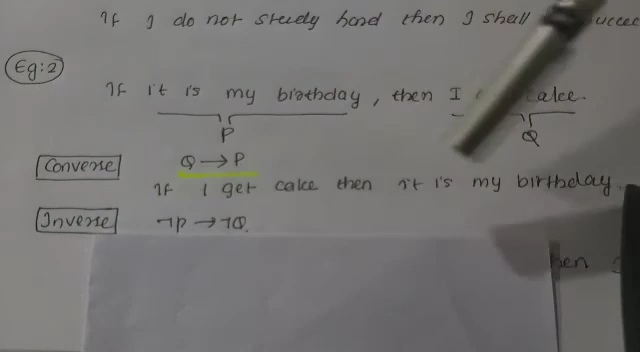 If I do not study hard then I shall
Eg:2
If it is my birthday, then I cake.
P Q
Converse Q → P
If I get cake then it is my birthday.
Inverse ¬P → ¬Q.